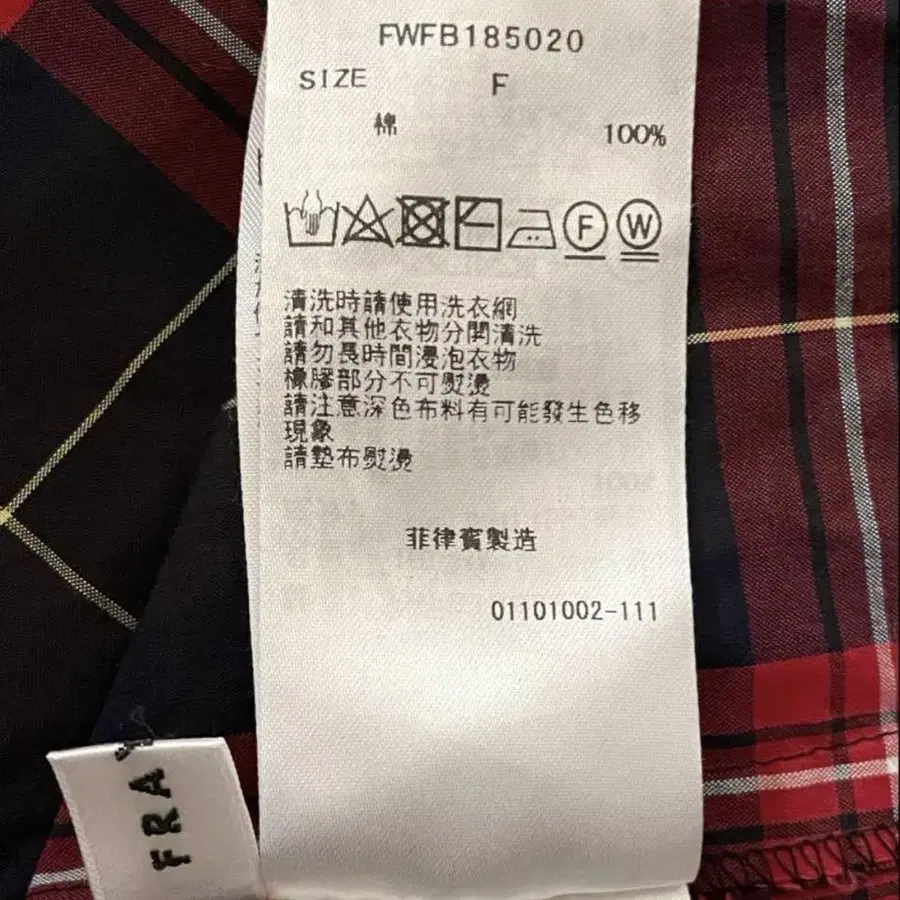 FWFB185020
SIZE F
綿 100%
F W
清洗時請使用洗衣網
請和其他衣物分開清洗
請勿長時間浸泡衣物
橡膠部分不可熨燙
請注意深色布料有可能發生色移
現象
請墊布熨燙
菲律賓製造
01101002-111
FRA